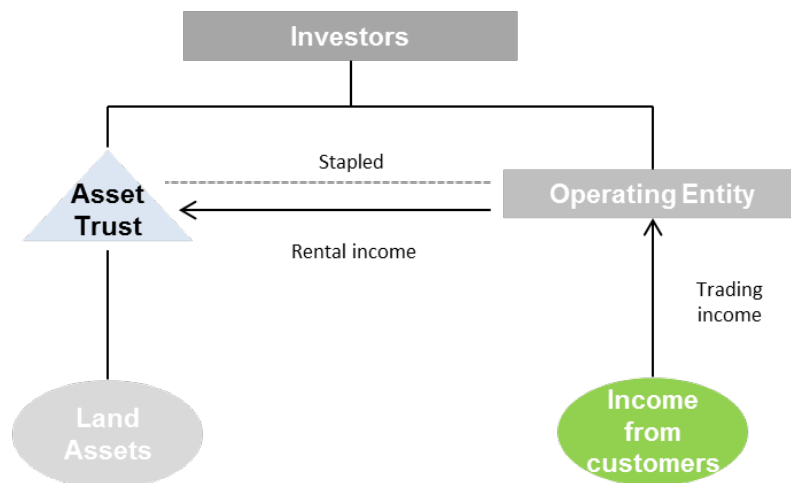 Investors
Stapled
Asset
Trust
Operating Entity
Rental income
Trading
income
Land
Assets
Income
from
customers